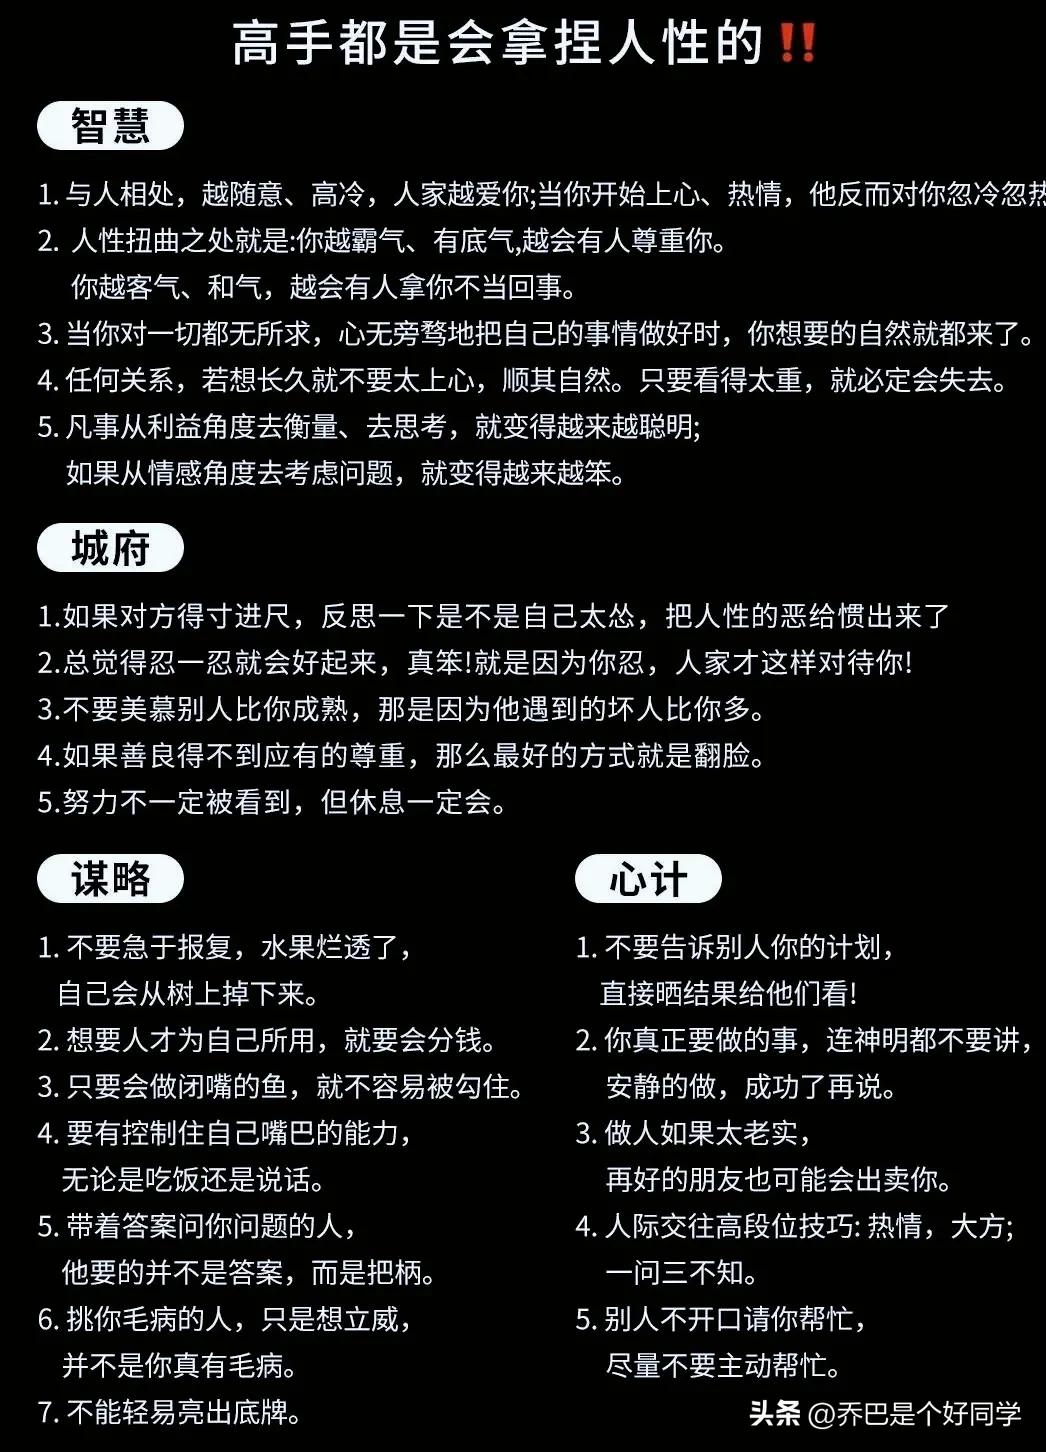 高手都是会拿捏人性的‼️
智慧
1. 与人相处，越随意、高冷，人家越爱你;当你开始上心、热情，他反而对你忽冷忽热
2. 人性扭曲之处就是:你越霸气、有底气,越会有人尊重你。
你越客气、和气，越会有人拿你不当回事。
3. 当你对一切都无所求，心无旁骛地把自己的事情做好时，你想要的自然就都来了。
4. 任何关系，若想长久就不要太上心，顺其自然。只要看得太重，就必定会失去。
5. 凡事从利益角度去衡量、去思考，就变得越来越聪明;
如果从情感角度去考虑问题，就变得越来越笨。
城府
1.如果对方得寸进尺，反思一下是不是自己太怂，把人性的恶给惯出来了
2.总觉得忍一忍就会好起来，真笨!就是因为你忍，人家才这样对待你!
3.不要美慕别人比你成熟，那是因为他遇到的坏人比你多。
4.如果善良得不到应有的尊重，那么最好的方式就是翻脸。
5.努力不一定被看到，但休息一定会。
谋略
1. 不要急于报复，水果烂透了，
自己会从树上掉下来。
2. 想要人才为自己所用，就要会分钱。
3. 只要会做闭嘴的鱼，就不容易被勾住。
4. 要有控制住自己嘴巴的能力，
无论是吃饭还是说话。
5. 带着答案问你问题的人，
他要的并不是答案，而是把柄。
6. 挑你毛病的人，只是想立威，
并不是你真有毛病。
7. 不能轻易亮出底牌。
心计
1. 不要告诉别人你的计划，
直接晒结果给他们看!
2. 你真正要做的事，连神明都不要讲，
安静的做，成功了再说。
3. 做人如果太老实，
再好的朋友也可能会出卖你。
4. 人际交往高段位技巧: 热情，大方;
一问三不知。
5. 别人不开口请你帮忙，
尽量不要主动帮忙。
头条 @乔巴是个好同学